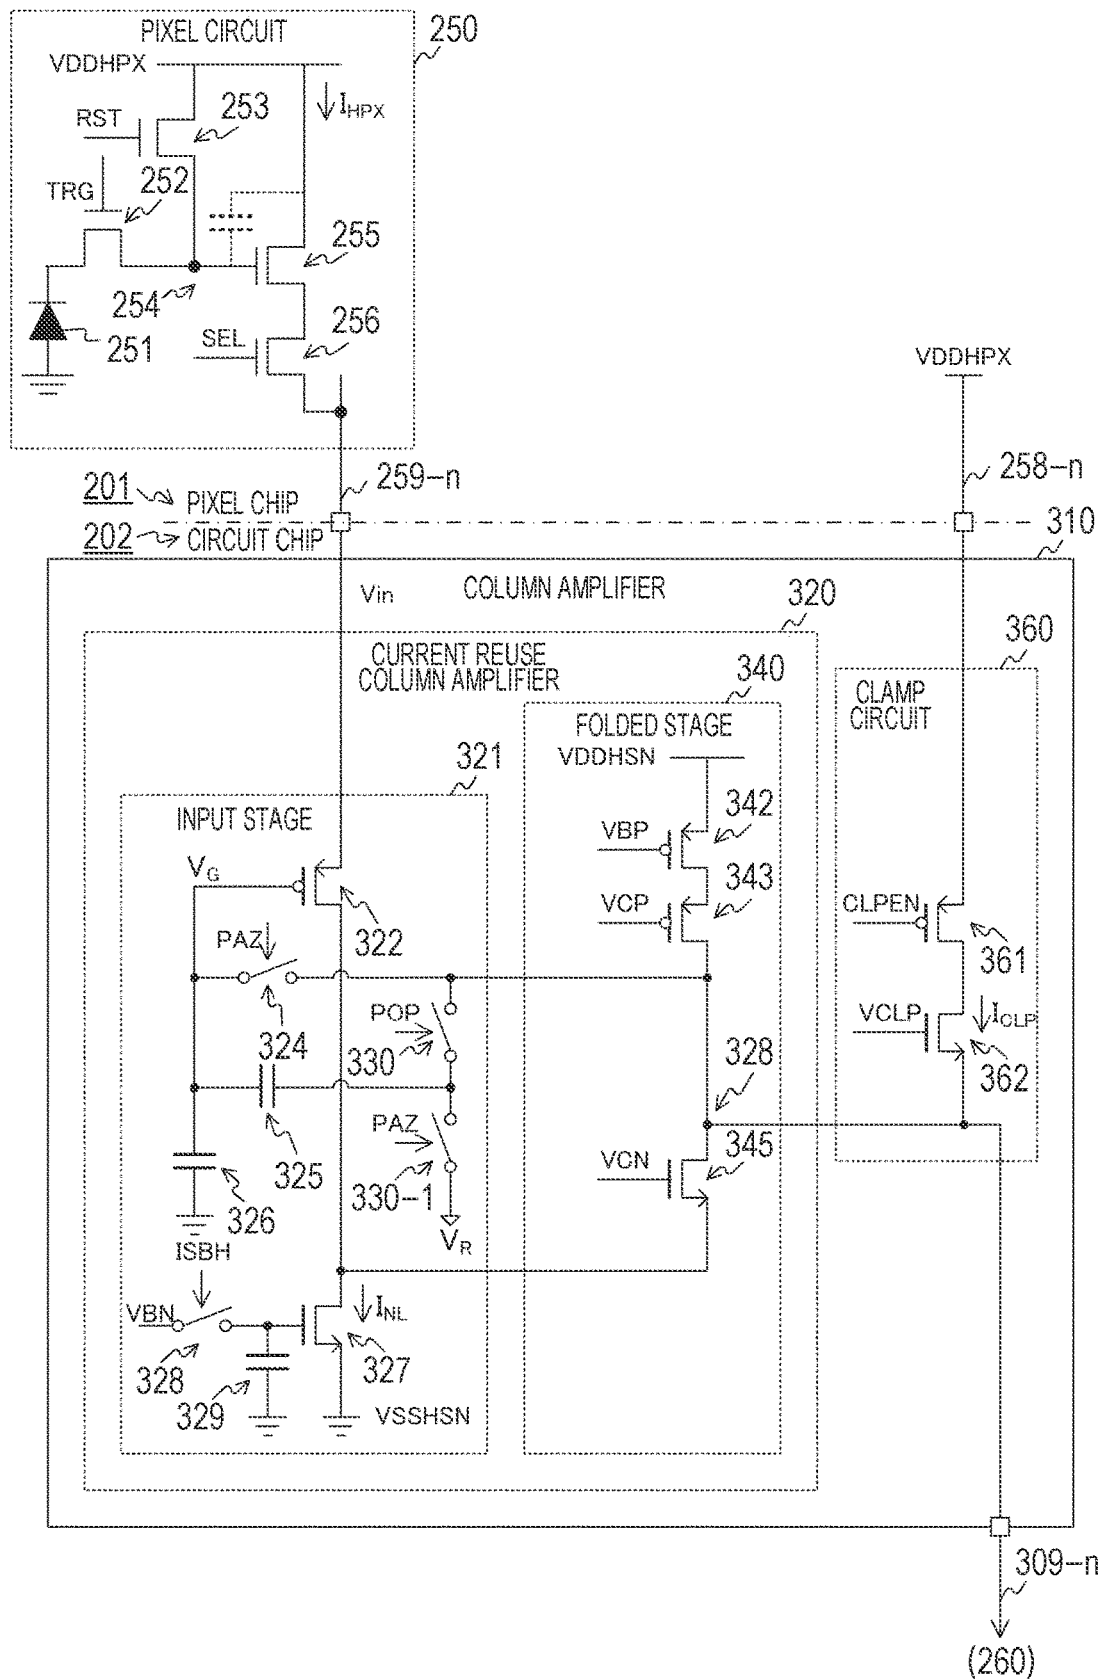 PIXEL CIRCUIT
250
VDDHPX
RST
253
I_HPX
TRG
252
255
254
251
SEL
256
VDDHPX
259-n
258-n
201
PIXEL CHIP
202
CIRCUIT CHIP
310
Vin
COLUMN AMPLIFIER
320
CURRENT REUSE
COLUMN AMPLIFIER
360
340
CLAMP
CIRCUIT
FOLDED STAGE
VDDHSN
321
INPUT STAGE
342
VBP
V_G
343
VCP
CLPEN
322
361
PAZ
324
POP
330
VCLP
I_CLP
362
328
PAZ
325
330-1
VCN
345
326
V_R
ISBH
VBN
I_NL
328
327
329
VSSHSN
309-n
(260)